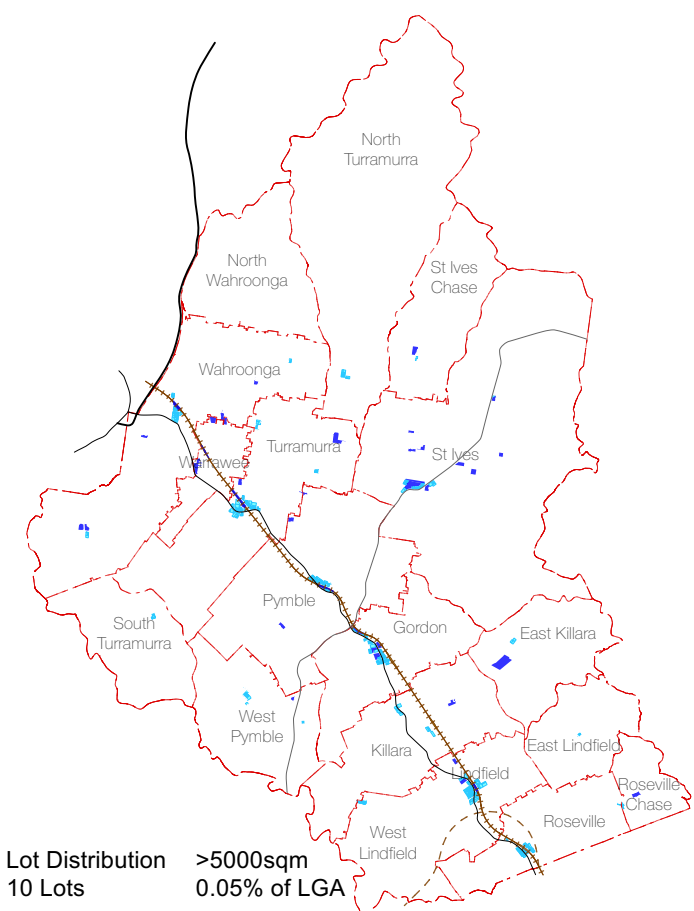 North
Turramurra
North
Wahroonga
St Ives
Chase
Wahroonga
Turramurra
St Ives
Warrawee
Pymble
South
Turramurra
Gordon
East Killara
West
Pymble
Killara
East Lindfield
Lindfield
Roseville
Chase
Roseville
West
Lindfield
Lot Distribution >5000sqm
10 Lots 0.05% of LGA